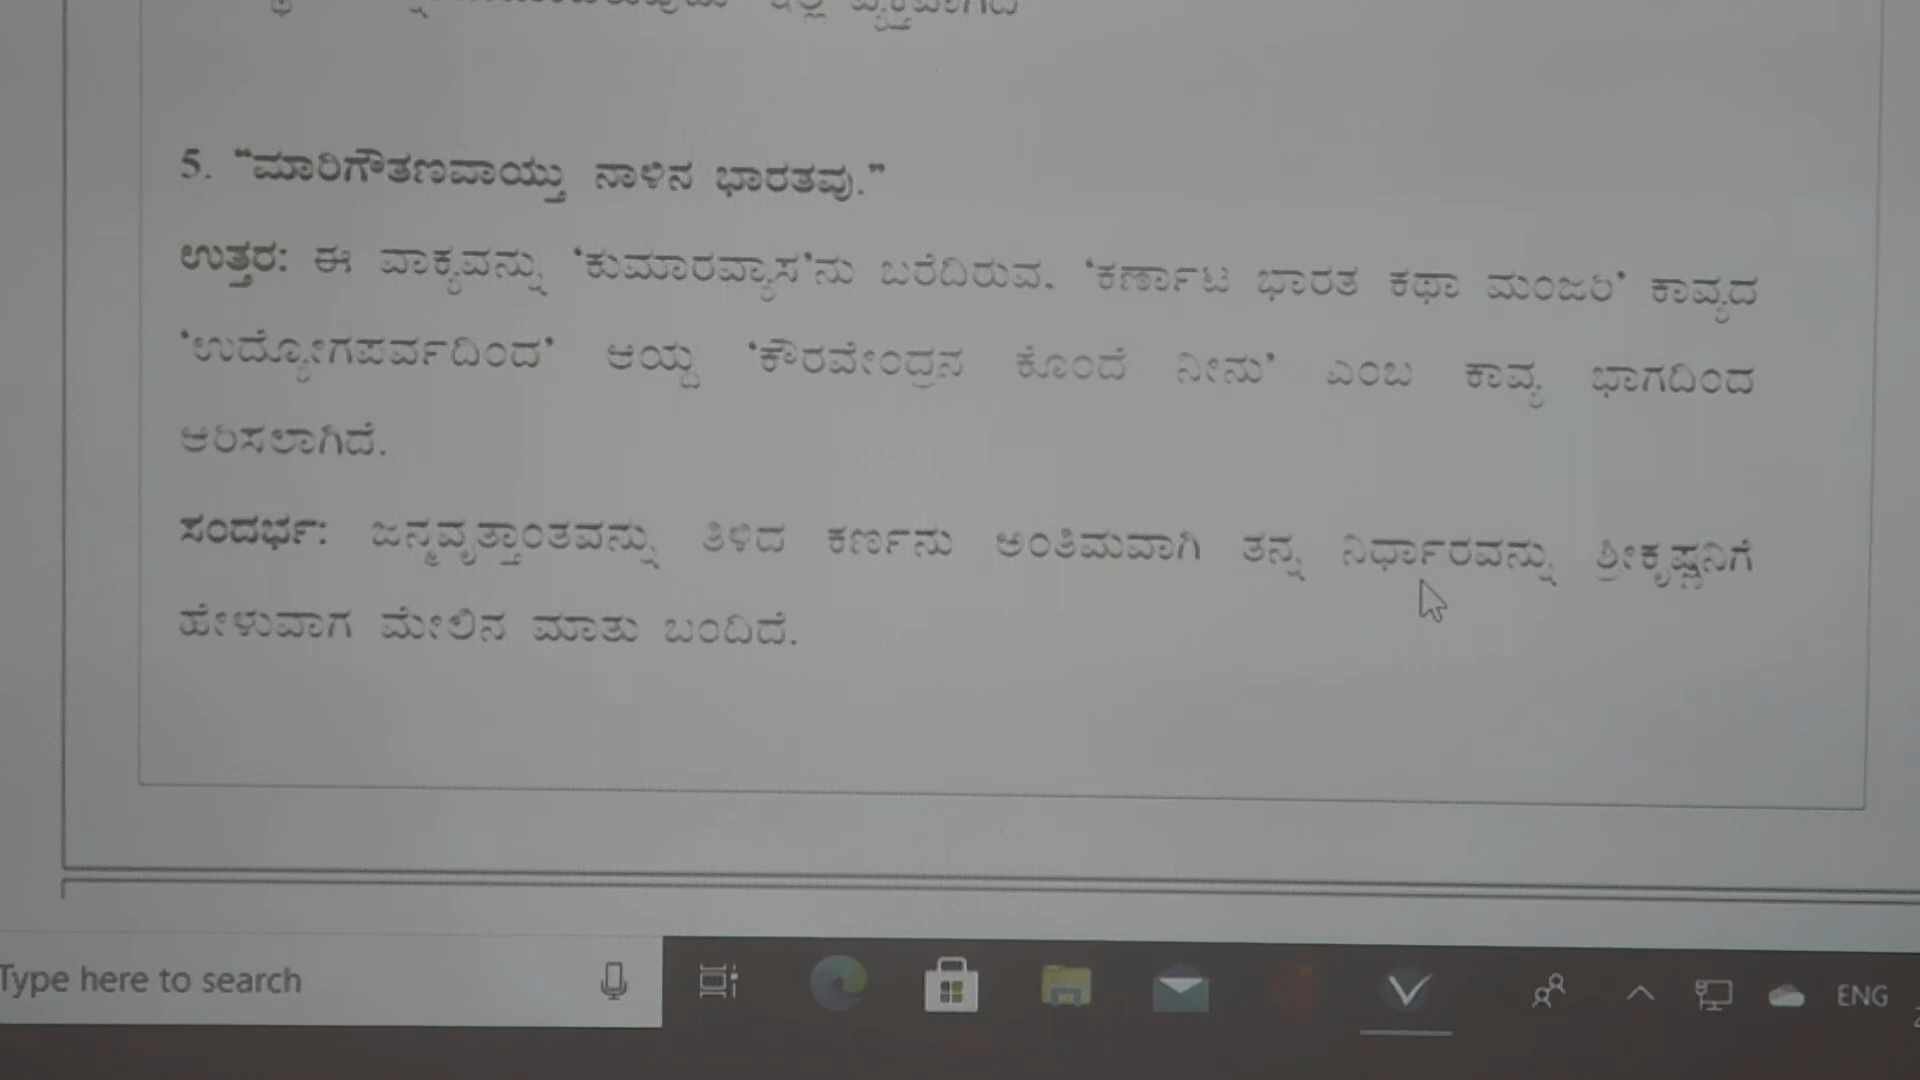 5. “ಮಾರಿಗೌತಣವಾಯ್ತು ನಾಳಿನ ಭಾರತವು.”
ಉತ್ತರ: ಈ ವಾಕ್ಯವನ್ನು ‘ಕುಮಾರವ್ಯಾಸ’ನು ಬರೆದಿರುವ. ‘ಕರ್ಣಾಟ ಭಾರತ ಕಥಾ ಮಂಜರಿ’ ಕಾವ್ಯದ
‘ಉದ್ಯೋಗಪರ್ವದಿಂದ’ ಆಯ್ದ ‘ಕೌರವೇಂದ್ರನ ಕೊಂದೆ ನೀನು’ ಎಂಬ ಕಾವ್ಯ ಭಾಗದಿಂದ
ಆರಿಸಲಾಗಿದೆ.
ಸಂದರ್ಭ: ಜನ್ಮವೃತ್ತಾಂತವನ್ನು ತಿಳಿದ ಕರ್ಣನು ಅಂತಿಮವಾಗಿ ತನ್ನ ನಿರ್ಧಾರವನ್ನು ಶ್ರೀಕೃಷ್ಣನಿಗೆ
ಹೇಳುವಾಗ ಮೇಲಿನ ಮಾತು ಬಂದಿದೆ.
Type here to search
ENG